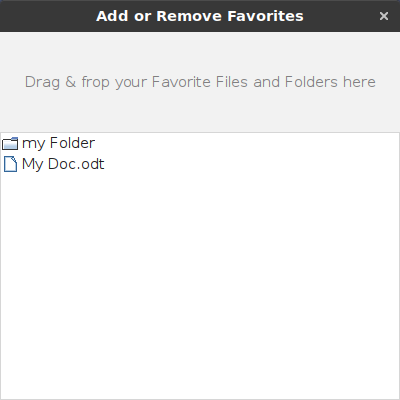 Add or Remove Favorites
Drag & frop your Favorite Files and Folders here
my Folder
My Doc.odt